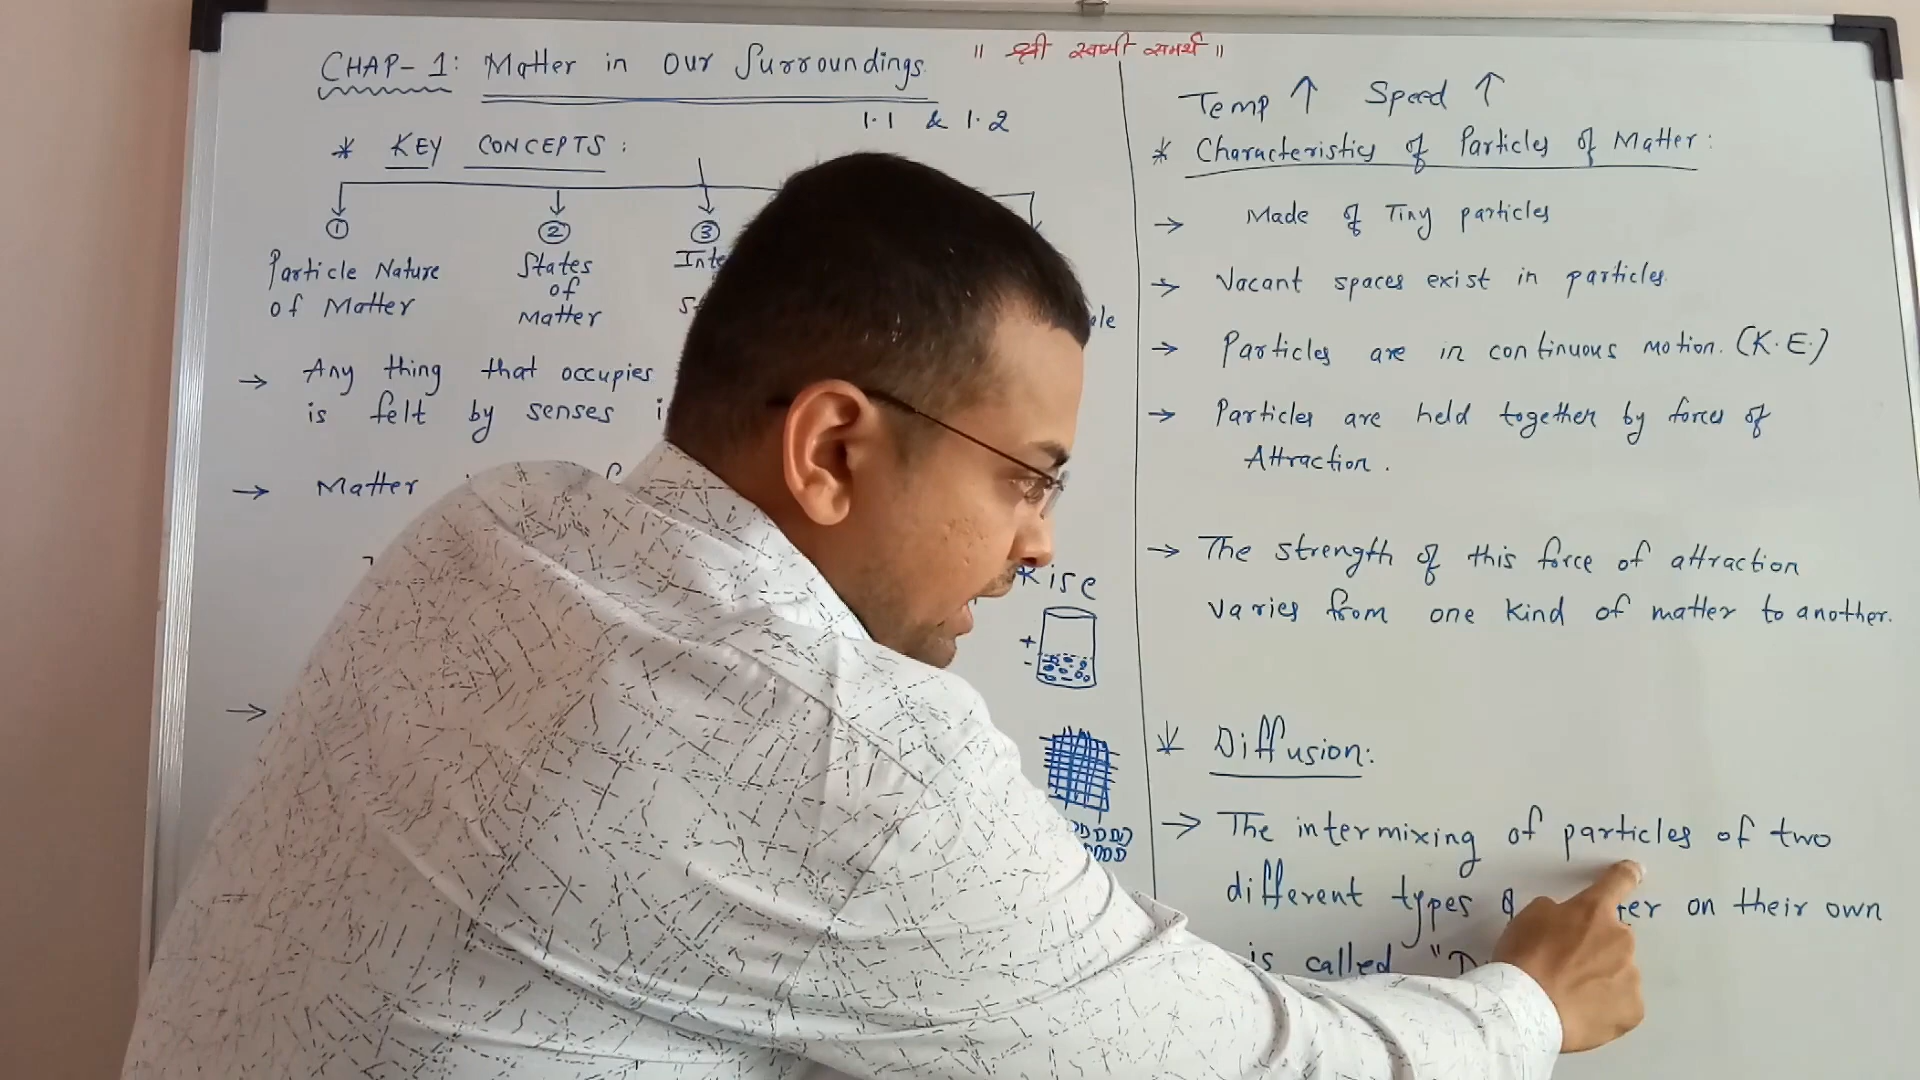 CHAP-1: Matter in Our Surroundings
॥ श्री स्वामी समर्थ ॥
1.1 & 1.2
* KEY CONCEPTS :
① ② ③
Particle Nature
of Matter
States
of
Matter
→ Any thing that occupies
is felt by senses
→ Matter
→
Rise
+
-
Temp ↑ Speed ↑
* Characteristics of Particles of Matter :
→ Made of Tiny particles
→ Vacant spaces exist in particles.
→ Particles are in continuous motion. (K.E.)
→ Particles are held together by forces of
Attraction .
→ The strength of this force of attraction
varies from one kind of matter to another.
* Diffusion:
→ The intermixing of particles of two
different types on their own
is called